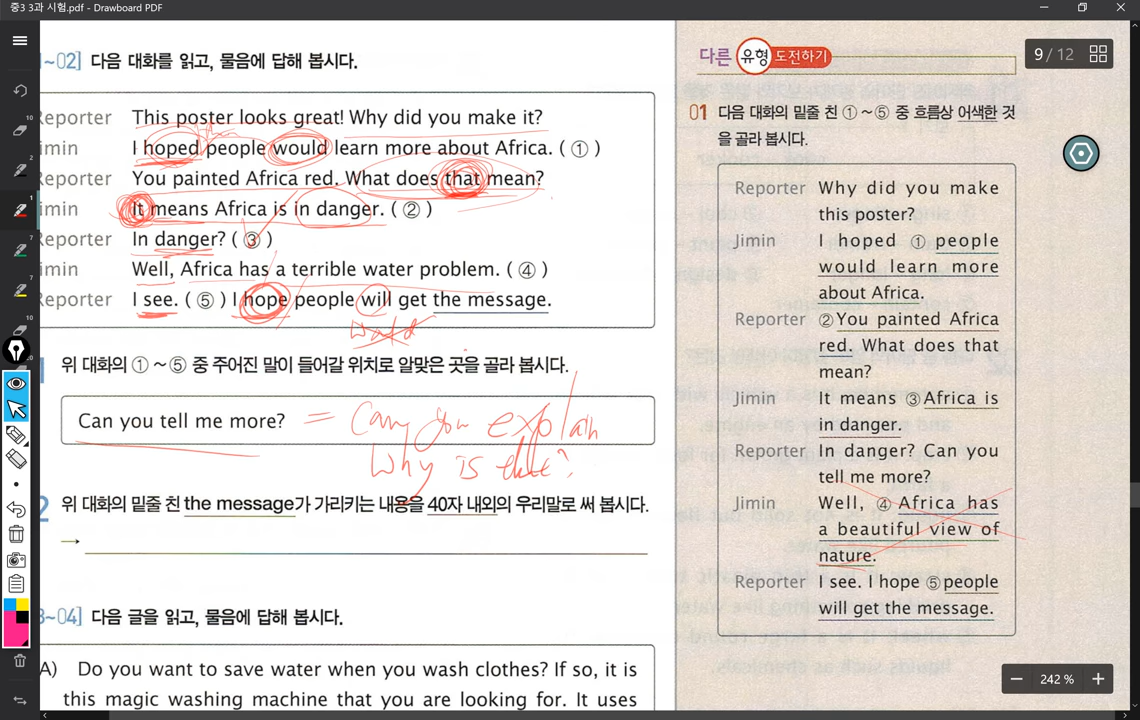 중3 3과 시험.pdf - Drawboard PDF
~02] 다음 대화를 읽고, 물음에 답해 봅시다.
Reporter This poster looks great! Why did you make it?
imin I hoped people would learn more about Africa. ( ① )
Reporter You painted Africa red. What does that mean?
imin It means Africa is in danger. ( ② )
Reporter In danger? ( ③ )
imin Well, Africa has a terrible water problem. ( ④ )
Reporter I see. ( ⑤ ) I hope people will get the message.
위 대화의 ① ~ ⑤ 중 주어진 말이 들어갈 위치로 알맞은 곳을 골라 봅시다.
Can you tell me more? = Can you explain
Why is that?
2 위 대화의 밑줄 친 the message가 가리키는 내용을 40자 내외의 우리말로 써 봅시다.
→
3~04] 다음 글을 읽고, 물음에 답해 봅시다.
A) Do you want to save water when you wash clothes? If so, it is
this magic washing machine that you are looking for. It uses
다른 유형 도전하기
9 / 12
01 다음 대화의 밑줄 친 ① ~ ⑤ 중 흐름상 어색한 것
을 골라 봅시다.
Reporter Why did you make
this poster?
Jimin I hoped ① people
would learn more
about Africa.
Reporter ② You painted Africa
red. What does that
mean?
Jimin It means ③ Africa is
in danger.
Reporter In danger? Can you
tell me more?
Jimin Well, ④ Africa has
a beautiful view of
nature.
Reporter I see. I hope ⑤ people
will get the message.
242 %